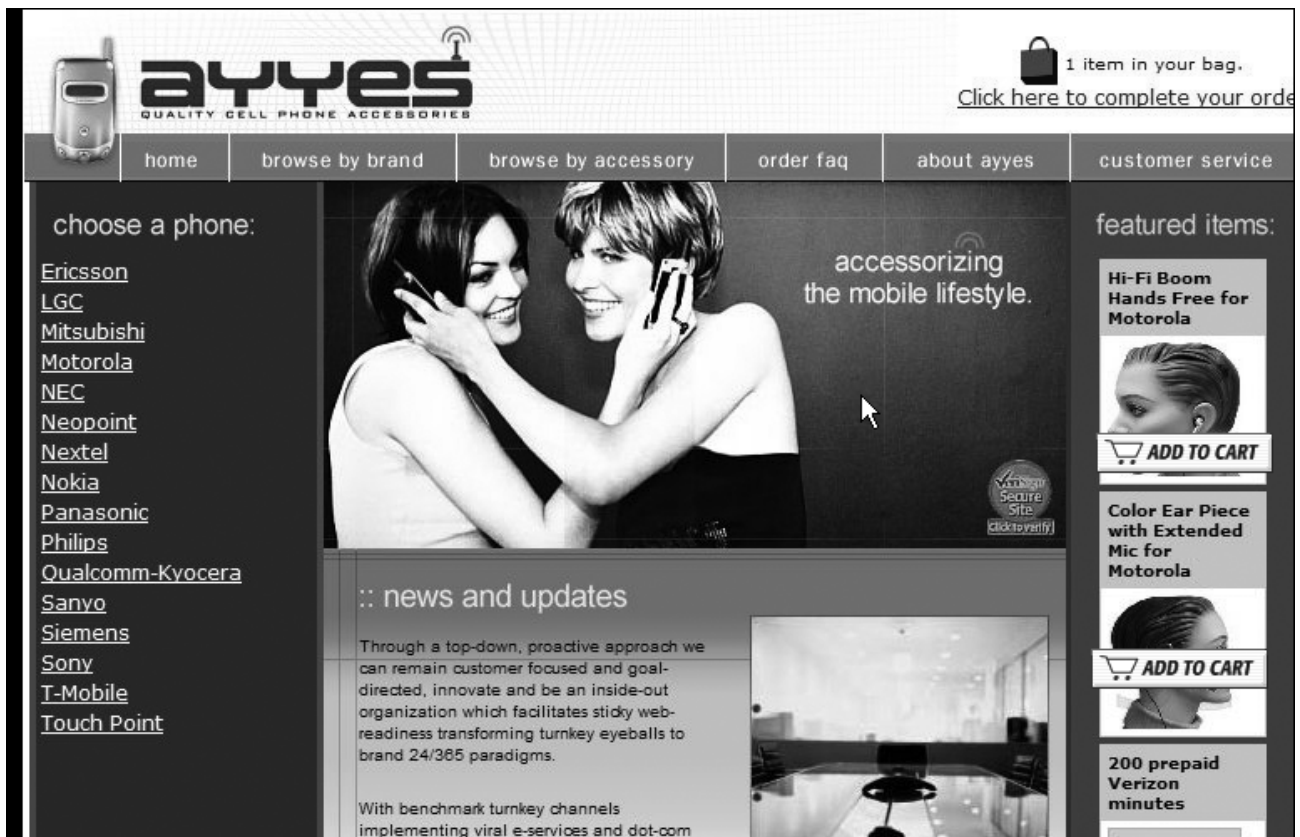 ayyes
QUALITY CELL PHONE ACCESSORIES
1 item in your bag.
Click here to complete your orde
home
browse by brand
browse by accessory
order faq
about ayyes
customer service
choose a phone:
Ericsson
LGC
Mitsubishi
Motorola
NEC
Neopoint
Nextel
Nokia
Panasonic
Philips
Qualcomm-Kyocera
Sanyo
Siemens
Sony
T-Mobile
Touch Point
accessorizing
the mobile lifestyle.
VeriSign
Secure
Site
Click to verify
:: news and updates
Through a top-down, proactive approach we
can remain customer focused and goal-
directed, innovate and be an inside-out
organization which facilitates sticky web-
readiness transforming turnkey eyeballs to
brand 24/365 paradigms.
With benchmark turnkey channels
implementing viral e-services and dot-com
featured items:
Hi-Fi Boom
Hands Free for
Motorola
ADD TO CART
Color Ear Piece
with Extended
Mic for
Motorola
ADD TO CART
200 prepaid
Verizon
minutes